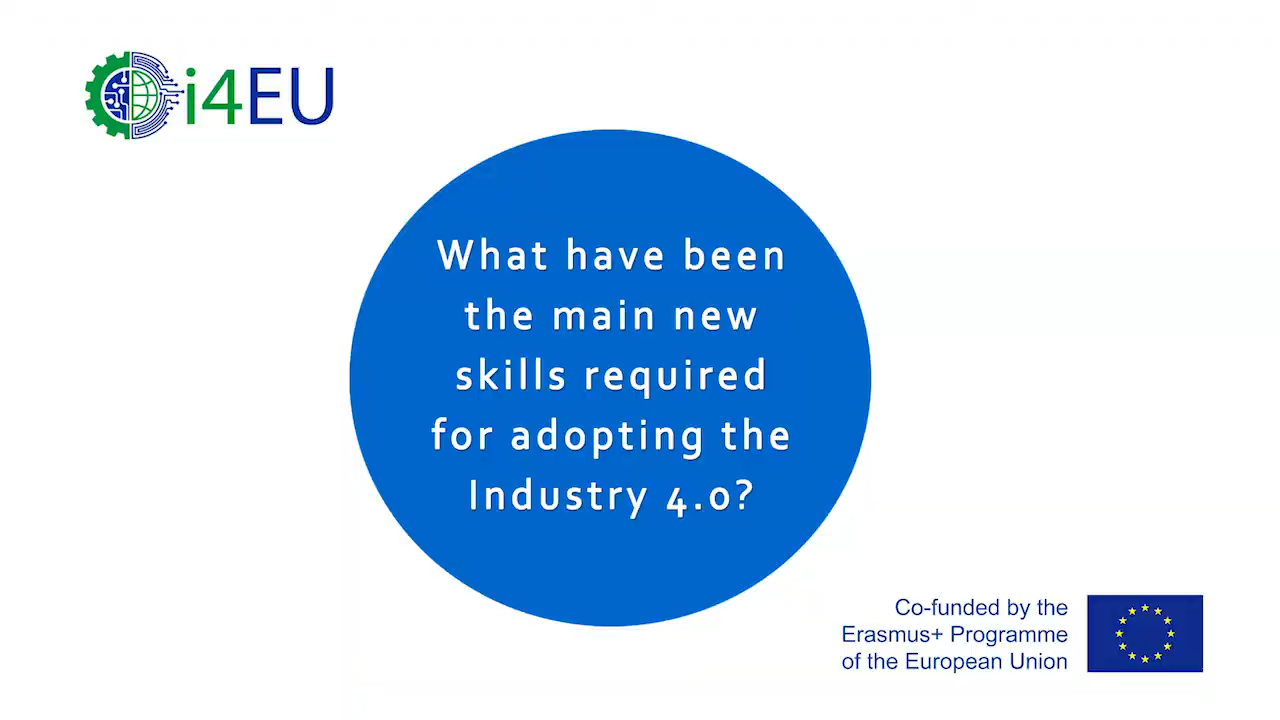 i4EU
What have been
the main new
skills required
for adopting the
Industry 4.0?
Co-funded by the
Erasmus+ Programme
of the European Union